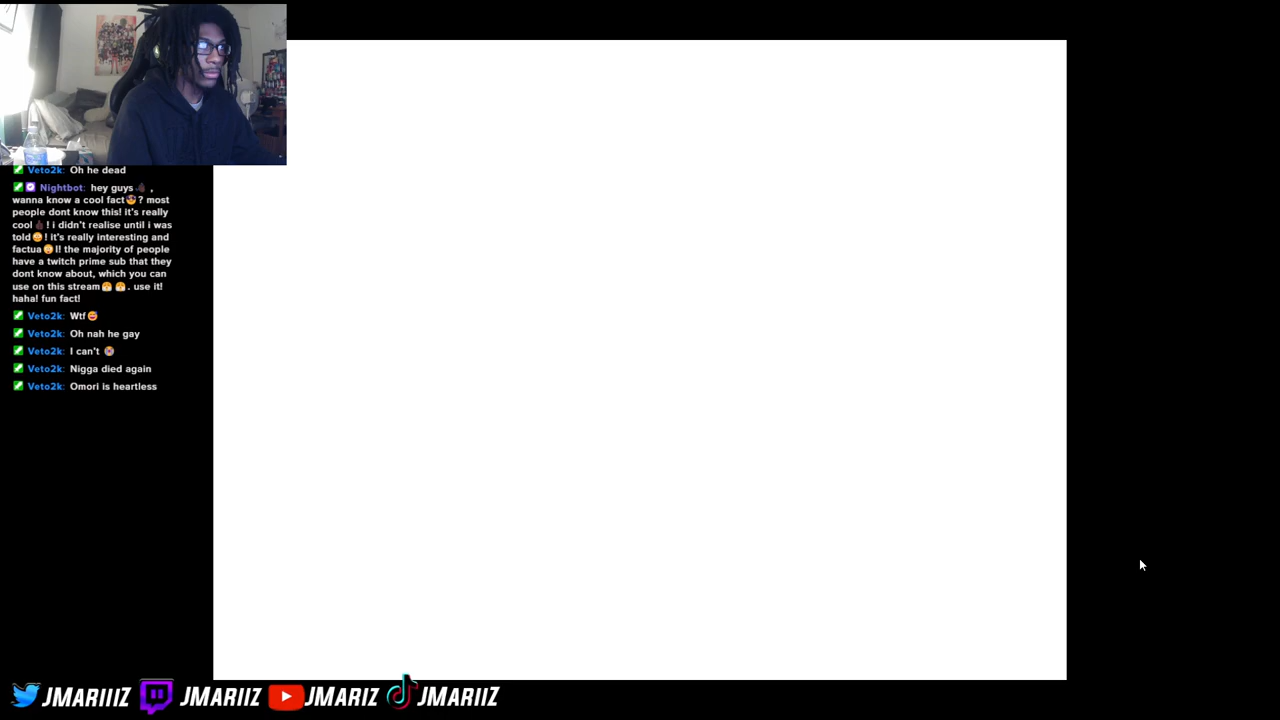 Veto2k: Oh he dead
Nightbot: hey guys🏿 ,
wanna know a cool fact? most
people dont know this! it's really
cool! i didn't realise until i was
told! it's really interesting and
factual! the majority of people
have a twitch prime sub that they
dont know about, which you can
use on this stream. use it!
haha! fun fact!
Veto2k: Wtf
Veto2k: Oh nah he gay
Veto2k: I can't
Veto2k: Nigga died again
Veto2k: Omori is heartless
JMARIIIZ JMARIIZ JMARIZ JMARIIZ